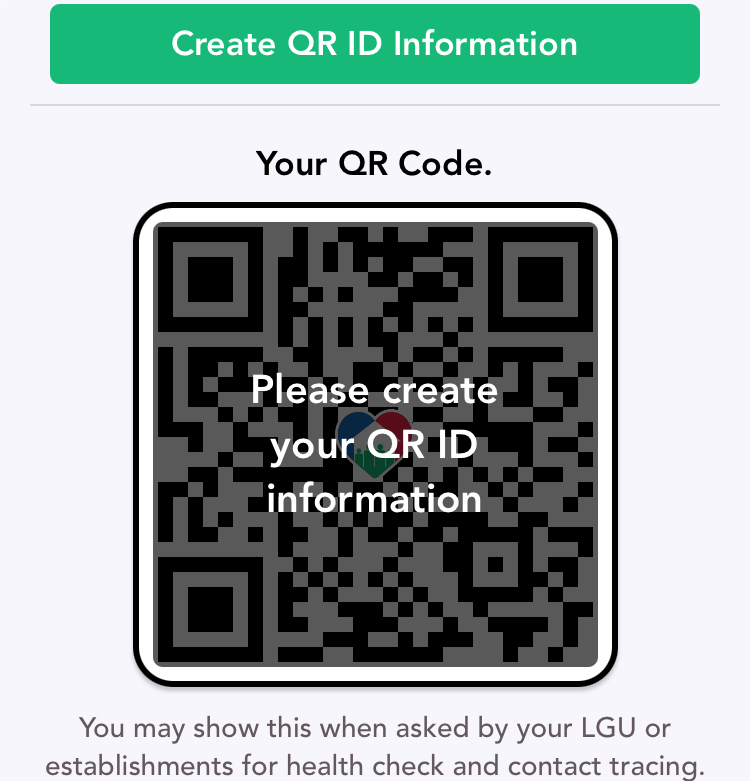 Create QR ID Information
Your QR Code.
Please create
your QR ID
information
You may show this when asked by your LGU or
establishments for health check and contact tracing.